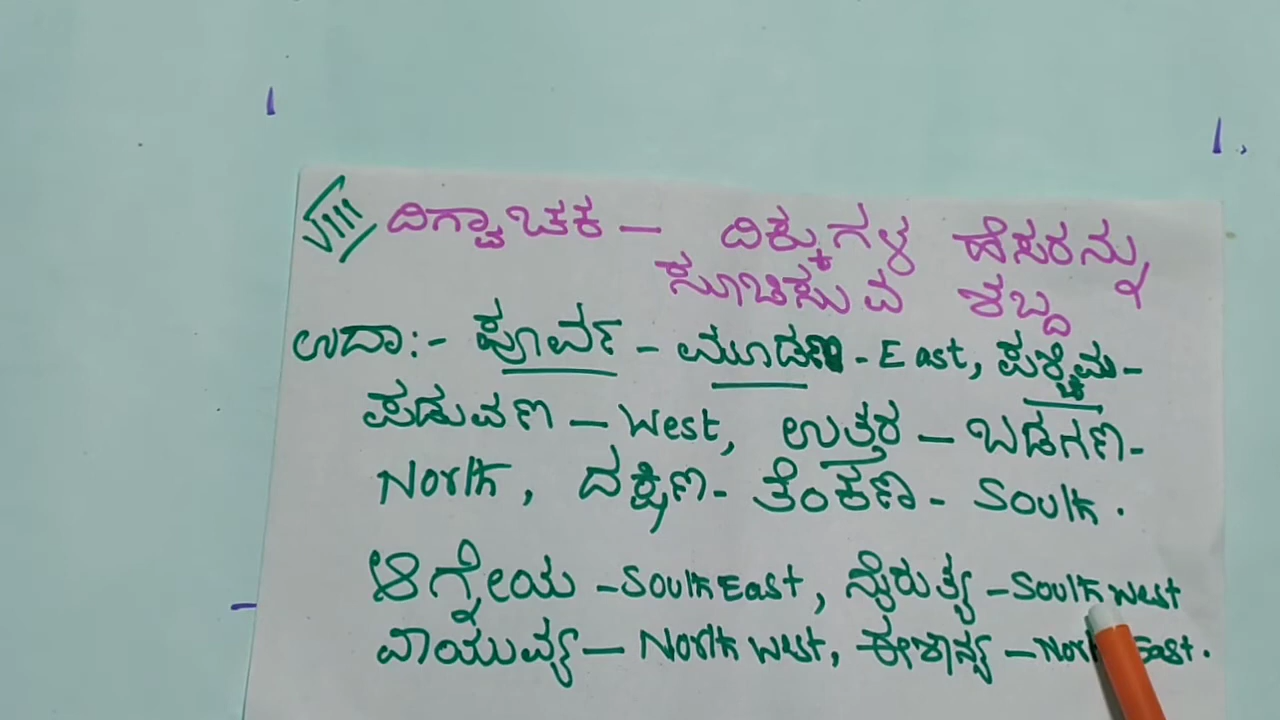 VIII ದಿಗ್ವಾಚಕ – ದಿಕ್ಕುಗಳ ಹೆಸರನ್ನು
ಸೂಚಿಸುವ ಶಬ್ದ
ಉದಾ:- ಪೂರ್ವ - ಮೂಡಣ - East, ಪಶ್ಚಿಮ-
ಪಡುವಣ – West, ಉತ್ತರ – ಬಡಗಣ-
North, ದಕ್ಷಿಣ- ತೆಂಕಣ - South.
ಆಗ್ನೇಯ - South East, ನೈರುತ್ಯ - South west
ವಾಯುವ್ಯ – North west, ಈಶಾನ್ಯ – North East.